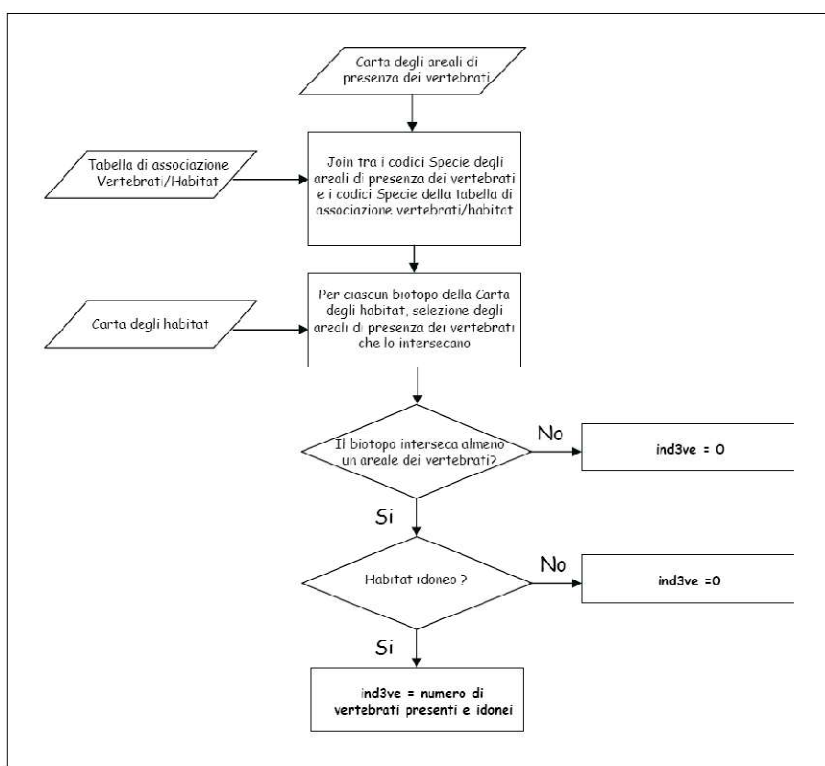 Carta degli areali di
presenza dei vertebrati
Tabella di associazione
Vertebrati/Habitat
Join tra i codici Specie degli
areali di presenza dei vertebrati
e i codici Specie della Tabella di
associazione vertebrati/habitat
Carta degli habitat
Per ciascun biotopo della Carta
degli habitat, selezione degli
areali di presenza dei vertebrati
che lo intersecano
Il biotopo interseca almeno
un areale dei vertebrati?
No
ind3ve = 0
Si
Habitat idoneo ?
No
ind3ve =0
Si
ind3ve = numero di
vertebrati presenti e idonei